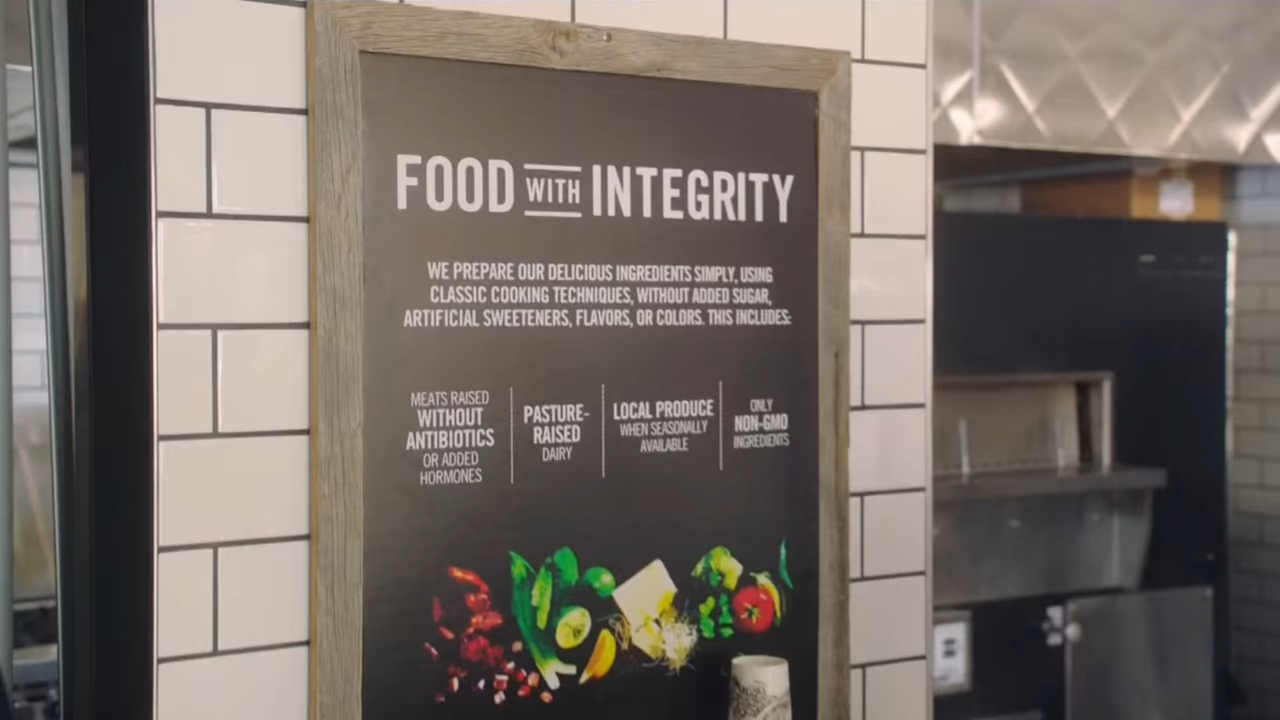 FOOD WITH INTEGRITY
WE PREPARE OUR DELICIOUS INGREDIENTS SIMPLY, USING
CLASSIC COOKING TECHNIQUES, WITHOUT ADDED SUGAR,
ARTIFICIAL SWEETENERS, FLAVORS, OR COLORS. THIS INCLUDES:
MEATS RAISED
WITHOUT
ANTIBIOTICS
OR ADDED
HORMONES
PASTURE-
RAISED
DAIRY
LOCAL PRODUCE
WHEN SEASONALLY
AVAILABLE
ONLY
NON-GMO
INGREDIENTS